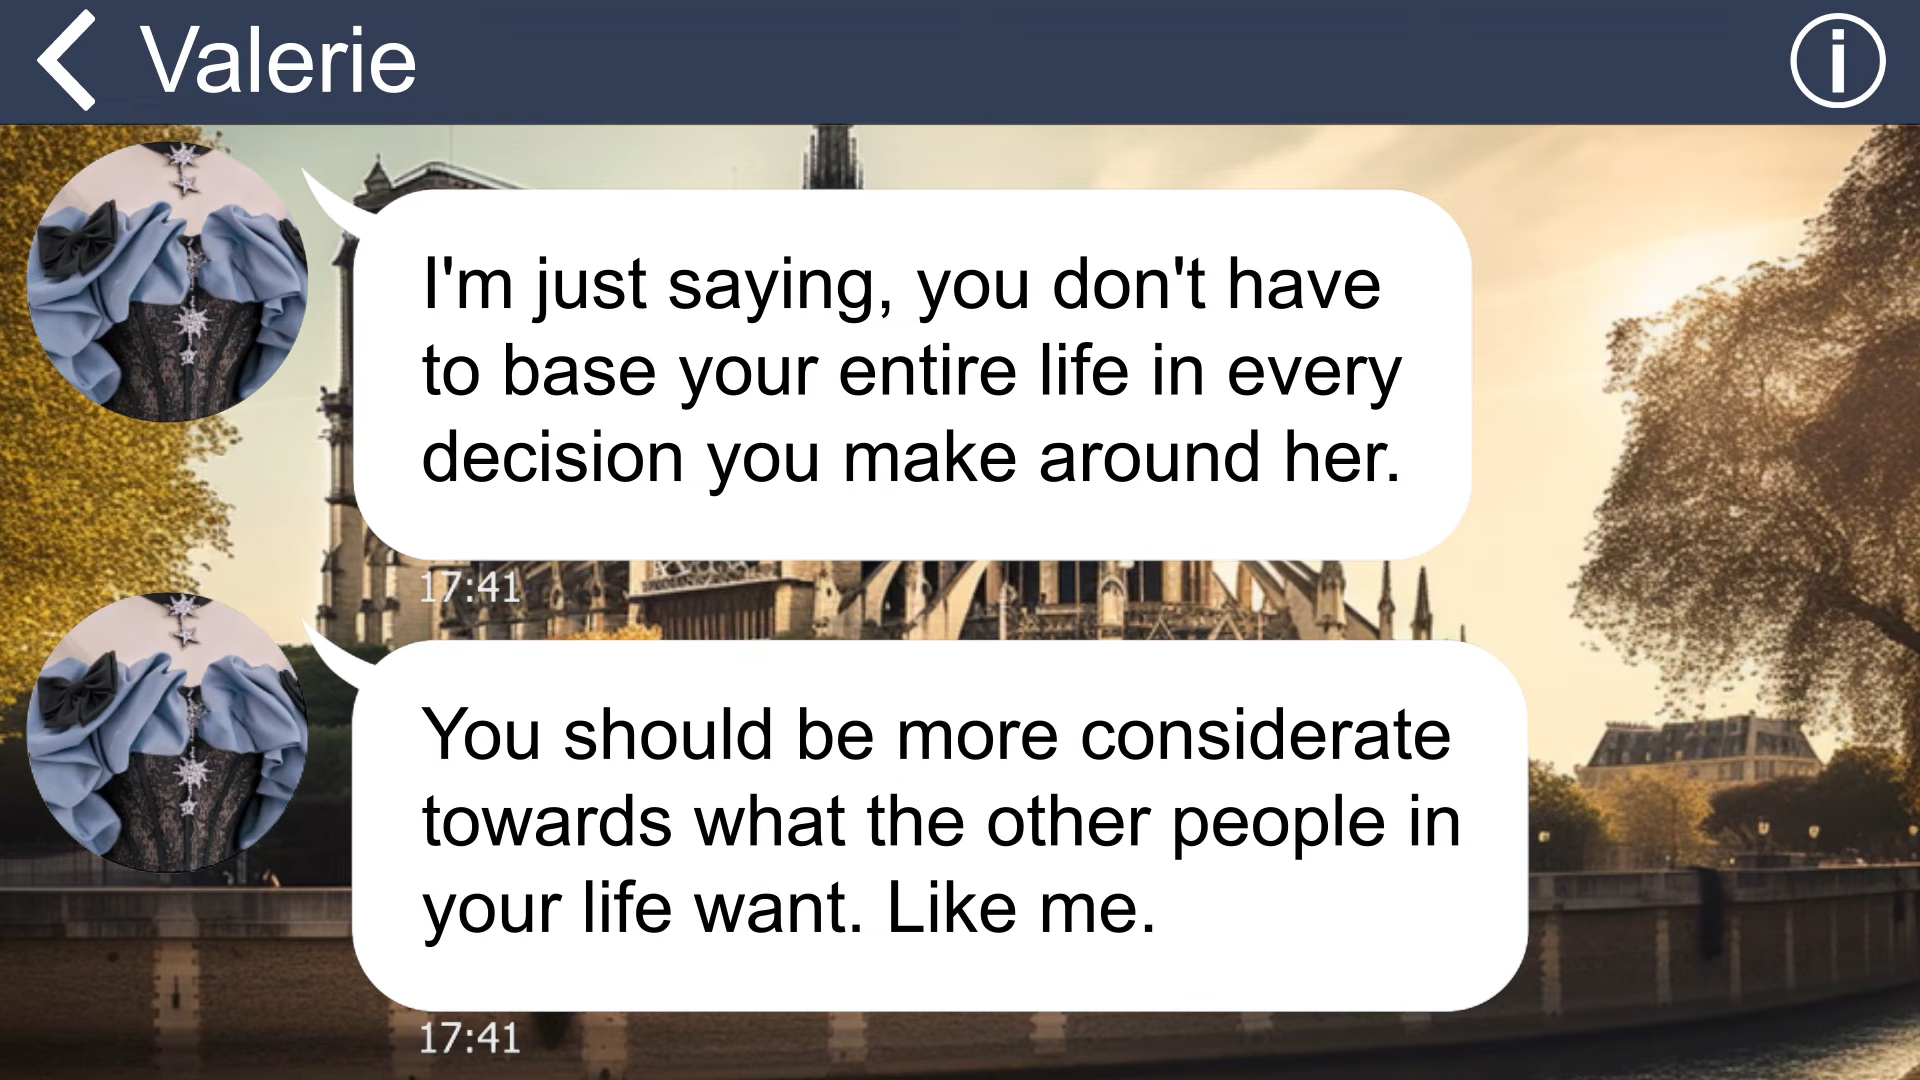 Valerie
I'm just saying, you don't have
to base your entire life in every
decision you make around her.
17:41
You should be more considerate
towards what the other people in
your life want. Like me.
17:41